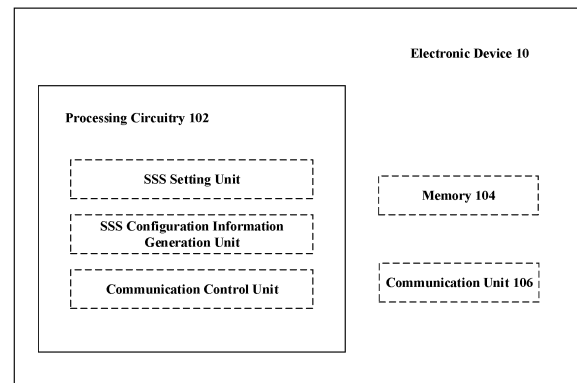 Electronic Device 10
Processing Circuitry 102
SSS Setting Unit
SSS Configuration Information
Generation Unit
Communication Control Unit
Memory 104
Communication Unit 106